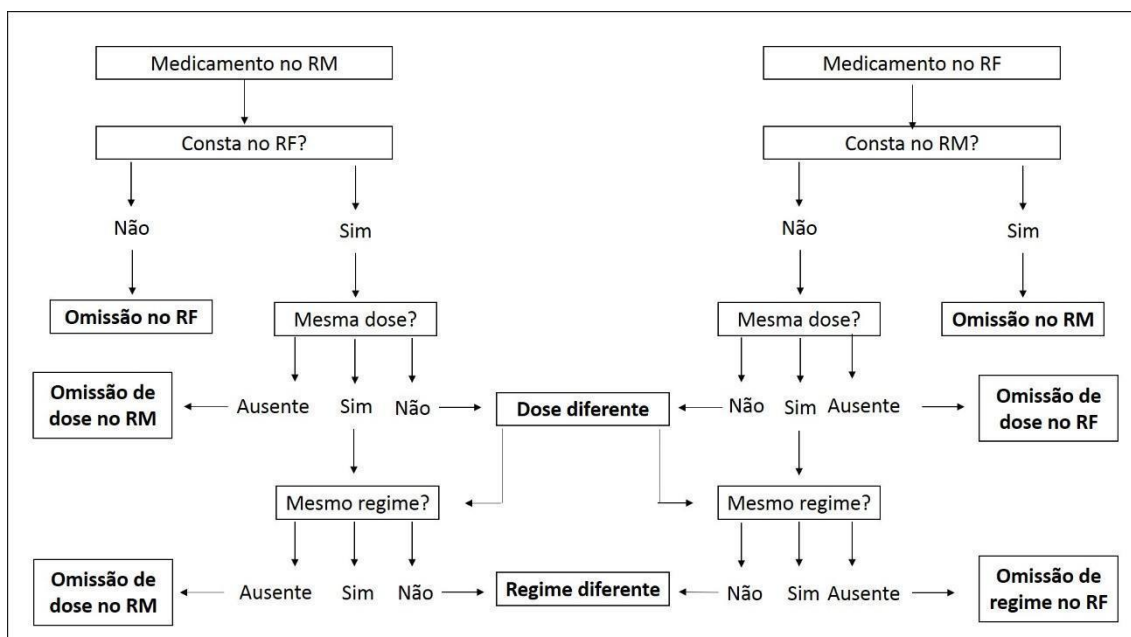 Medicamento no RM
Medicamento no RF
Consta no RF?
Consta no RM?
Não
Sim
Não
Sim
Omissão no RF
Mesma dose?
Mesma dose?
Omissão no RM
Omissão de
dose no RM
Ausente
Sim
Não
Dose diferente
Não
Sim
Ausente
Omissão de
dose no RF
Mesmo regime?
Mesmo regime?
Omissão de
dose no RM
Ausente
Sim
Não
Regime diferente
Não
Sim
Ausente
Omissão de
regime no RF